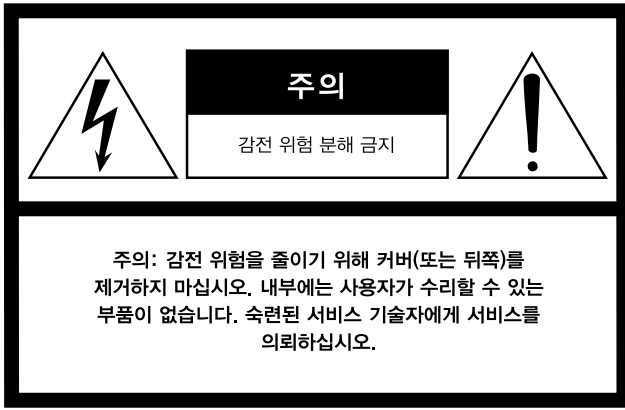 주의
감전 위험 분해 금지
주의: 감전 위험을 줄이기 위해 커버(또는 뒤쪽)를
제거하지 마십시오. 내부에는 사용자가 수리할 수 있는
부품이 없습니다. 숙련된 서비스 기술자에게 서비스를
의뢰하십시오.